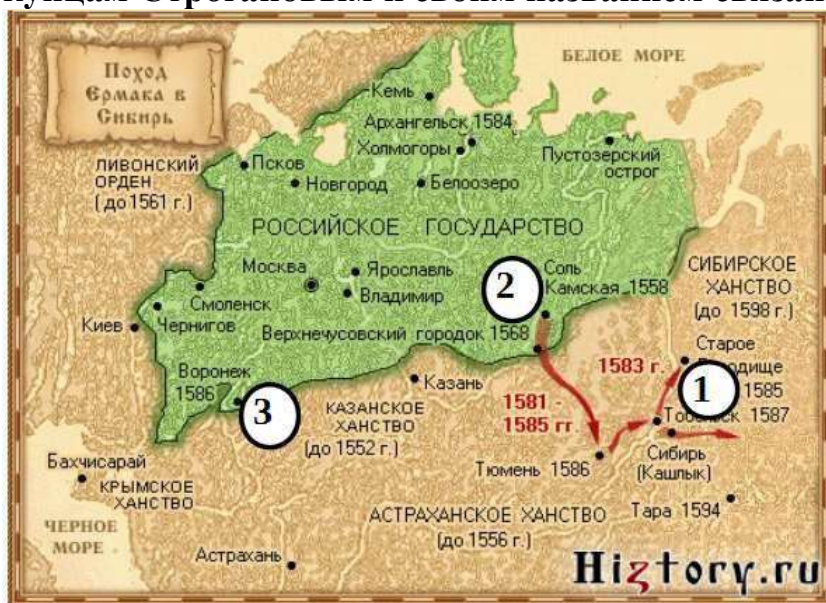 купцам Строгановым и своим названием связан
Поход
Ермака в
Сибирь
БЕЛОЕ МОРЕ
Кемь
Архангельск 1584
Холмогоры
Пустозерский
острог
ЛИВОНСКИЙ
ОРДЕН
(до 1561 г.)
Псков
Новгород
Белоозеро
РОССИЙСКОЕ ГОСУДАРСТВО
Москва
Ярославль
Владимир
Соль
Камская 1558
2
СИБИРСКОЕ
ХАНСТВО
(до 1598 г.)
Смоленск
Киев
Чернигов
Верхнечусовский городок 1568
Старое
1585
1
Тобольск 1587
1583 г.
Воронеж
1586
3
Казань
КАЗАНСКОЕ
ХАНСТВО
(до 1552 г.)
1581 -
1585 гг.
Сибирь
(Кашлык)
Тюмень 1586
Бахчисарай
КРЫМСКОЕ
ХАНСТВО
АСТРАХАНСКОЕ ХАНСТВО
(до 1556 г.)
Тара 1594
ЧЕРНОЕ
МОРЕ
Астрахань
Hiztory.ru